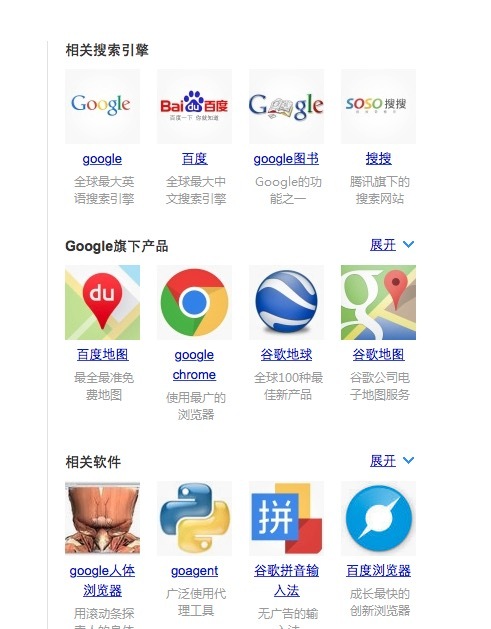 相关搜索引擎
Google
Bai du 百度
百度一下 你就知道
Google
SOSO 搜搜
google
百度
google图书
搜搜
全球最大英
语搜索引擎
全球最大中
文搜索引擎
Google的功
能之一
腾讯旗下的
搜索网站
Google旗下产品
展开
du
g
百度地图
google
chrome
谷歌地球
谷歌地图
最全最准免
费地图
使用最广的
浏览器
全球100种最
佳新产品
谷歌公司电
子地图服务
相关软件
展开
拼
google人体
浏览器
goagent
谷歌拼音输
入法
百度浏览器
用滚动条探
广泛使用代
理工具
无广告的输
成长最快的
创新浏览器